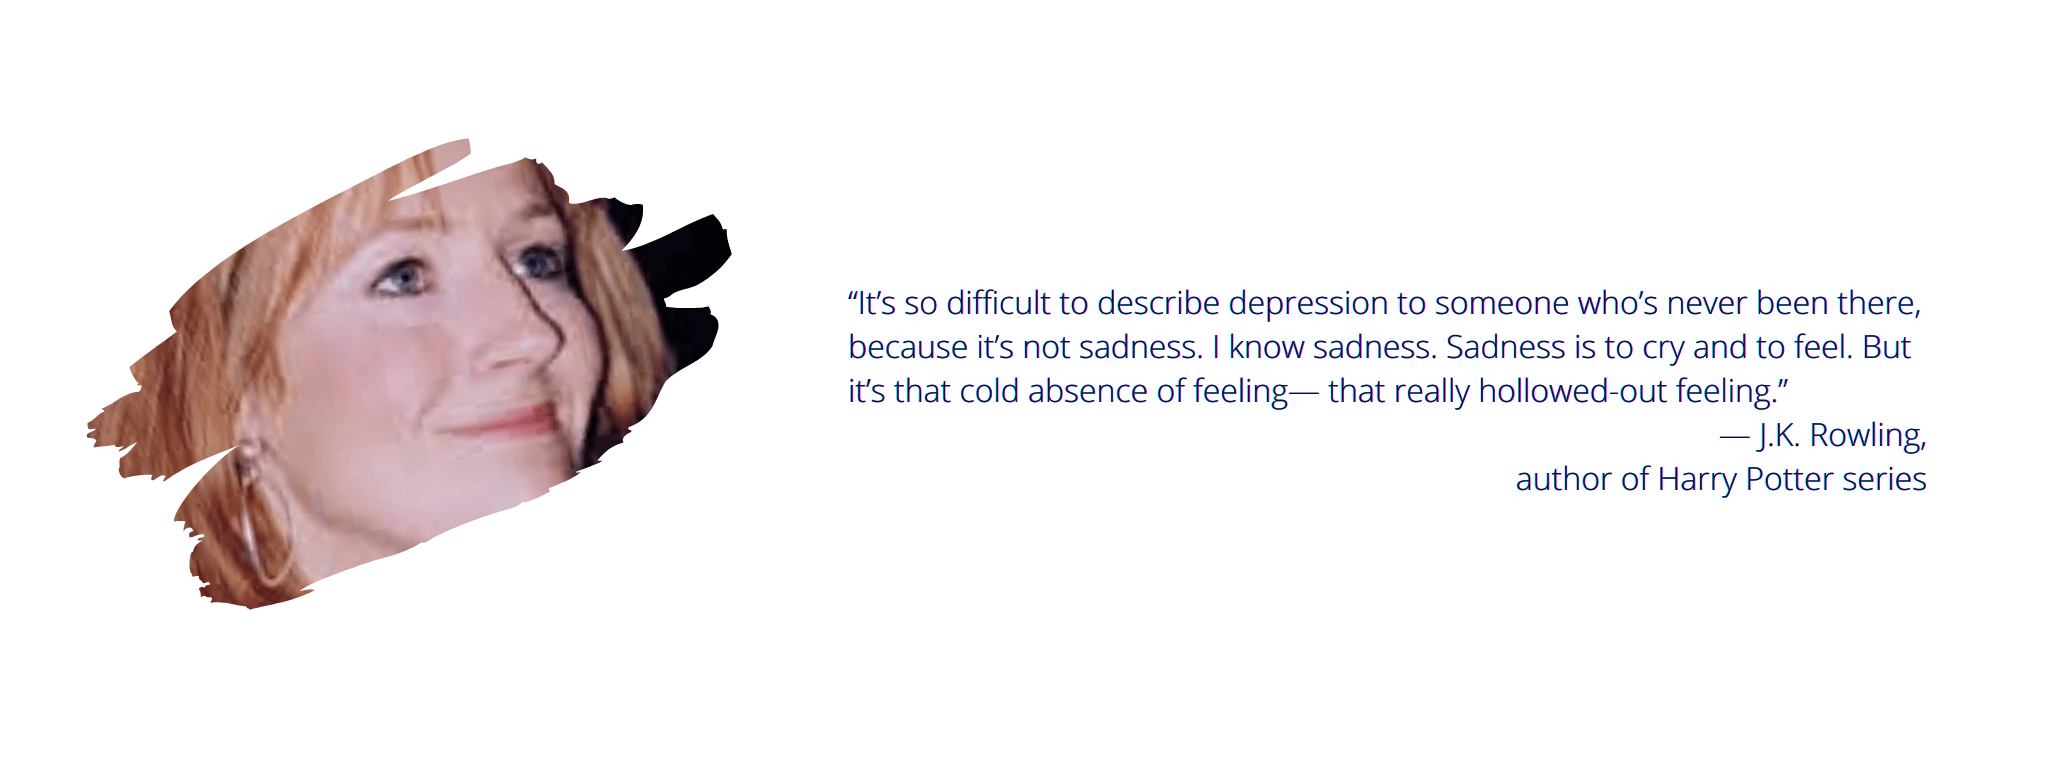 “It’s so difficult to describe depression to someone who’s never been there,
because it’s not sadness. I know sadness. Sadness is to cry and to feel. But
it’s that cold absence of feeling— that really hollowed-out feeling.”
— J.K. Rowling,
author of Harry Potter series